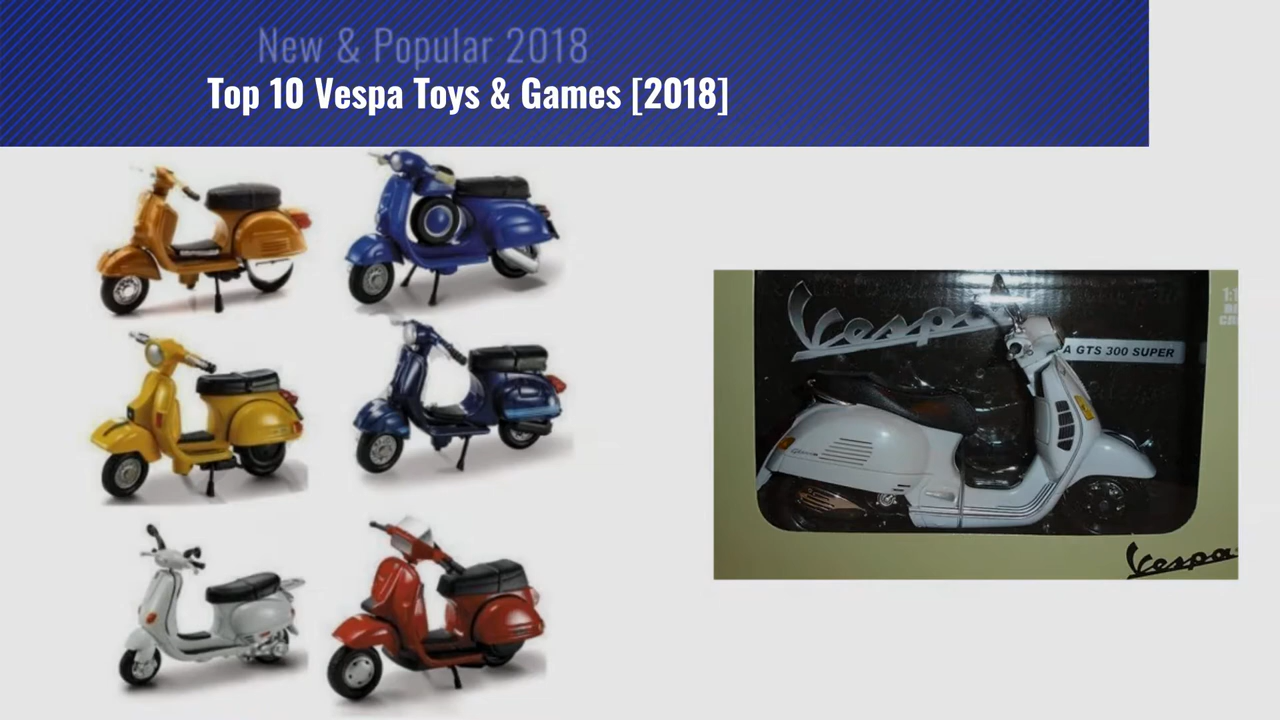 New & Popular 2018
Top 10 Vespa Toys & Games [2018]
Vespa
GTS 300 SUPER
Vespa